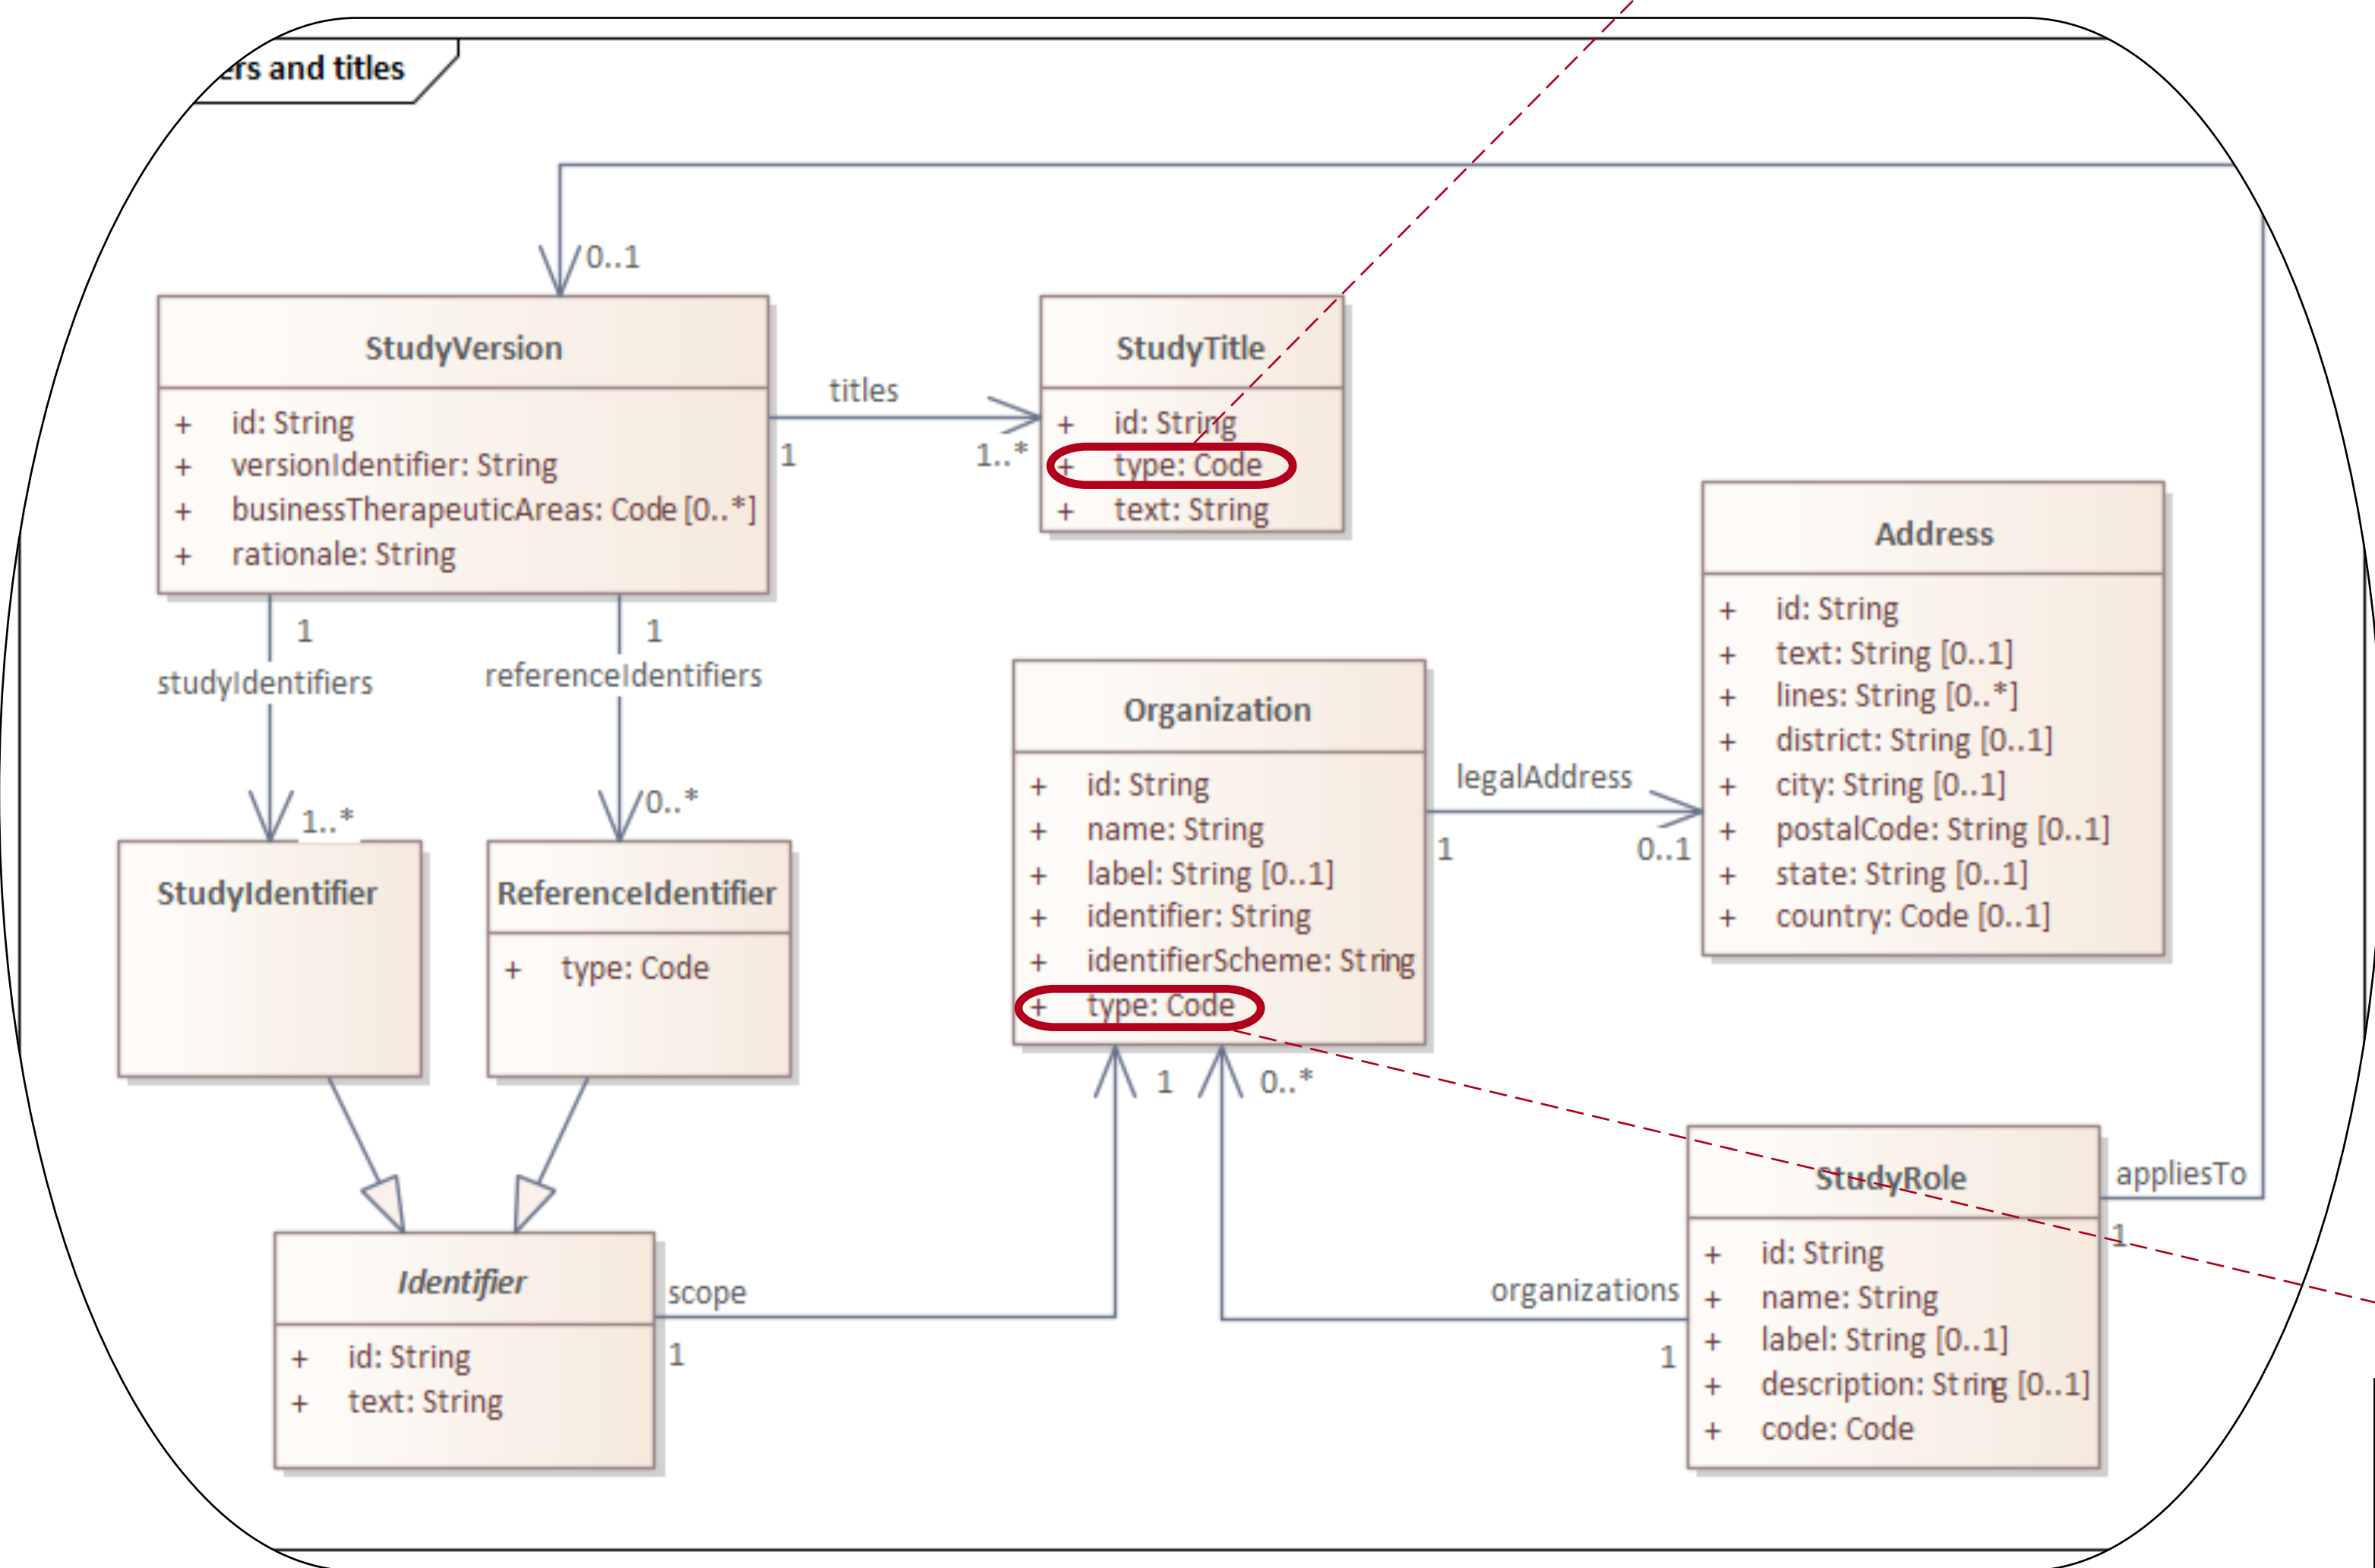 ers and titles
0..1
StudyVersion
+ id: String
+ versionIdentifier: String
+ businessTherapeuticAreas: Code [0..*]
+ rationale: String
titles
1
1..*
StudyTitle
+ id: String
+ type: Code
+ text: String
1
studyIdentifiers
1..*
1
referenceIdentifiers
0..*
StudyIdentifier
ReferenceIdentifier
+ type: Code
Organization
+ id: String
+ name: String
+ label: String [0..1]
+ identifier: String
+ identifierScheme: String
+ type: Code
legalAddress
1
0..1
Address
+ id: String
+ text: String [0..1]
+ lines: String [0..*]
+ district: String [0..1]
+ city: String [0..1]
+ postalCode: String [0..1]
+ state: String [0..1]
+ country: Code [0..1]
1
0..*
Identifier
+ id: String
+ text: String
scope
1
organizations
1
StudyRole
+ id: String
+ name: String
+ label: String [0..1]
+ description: String [0..1]
+ code: Code
appliesTo
1